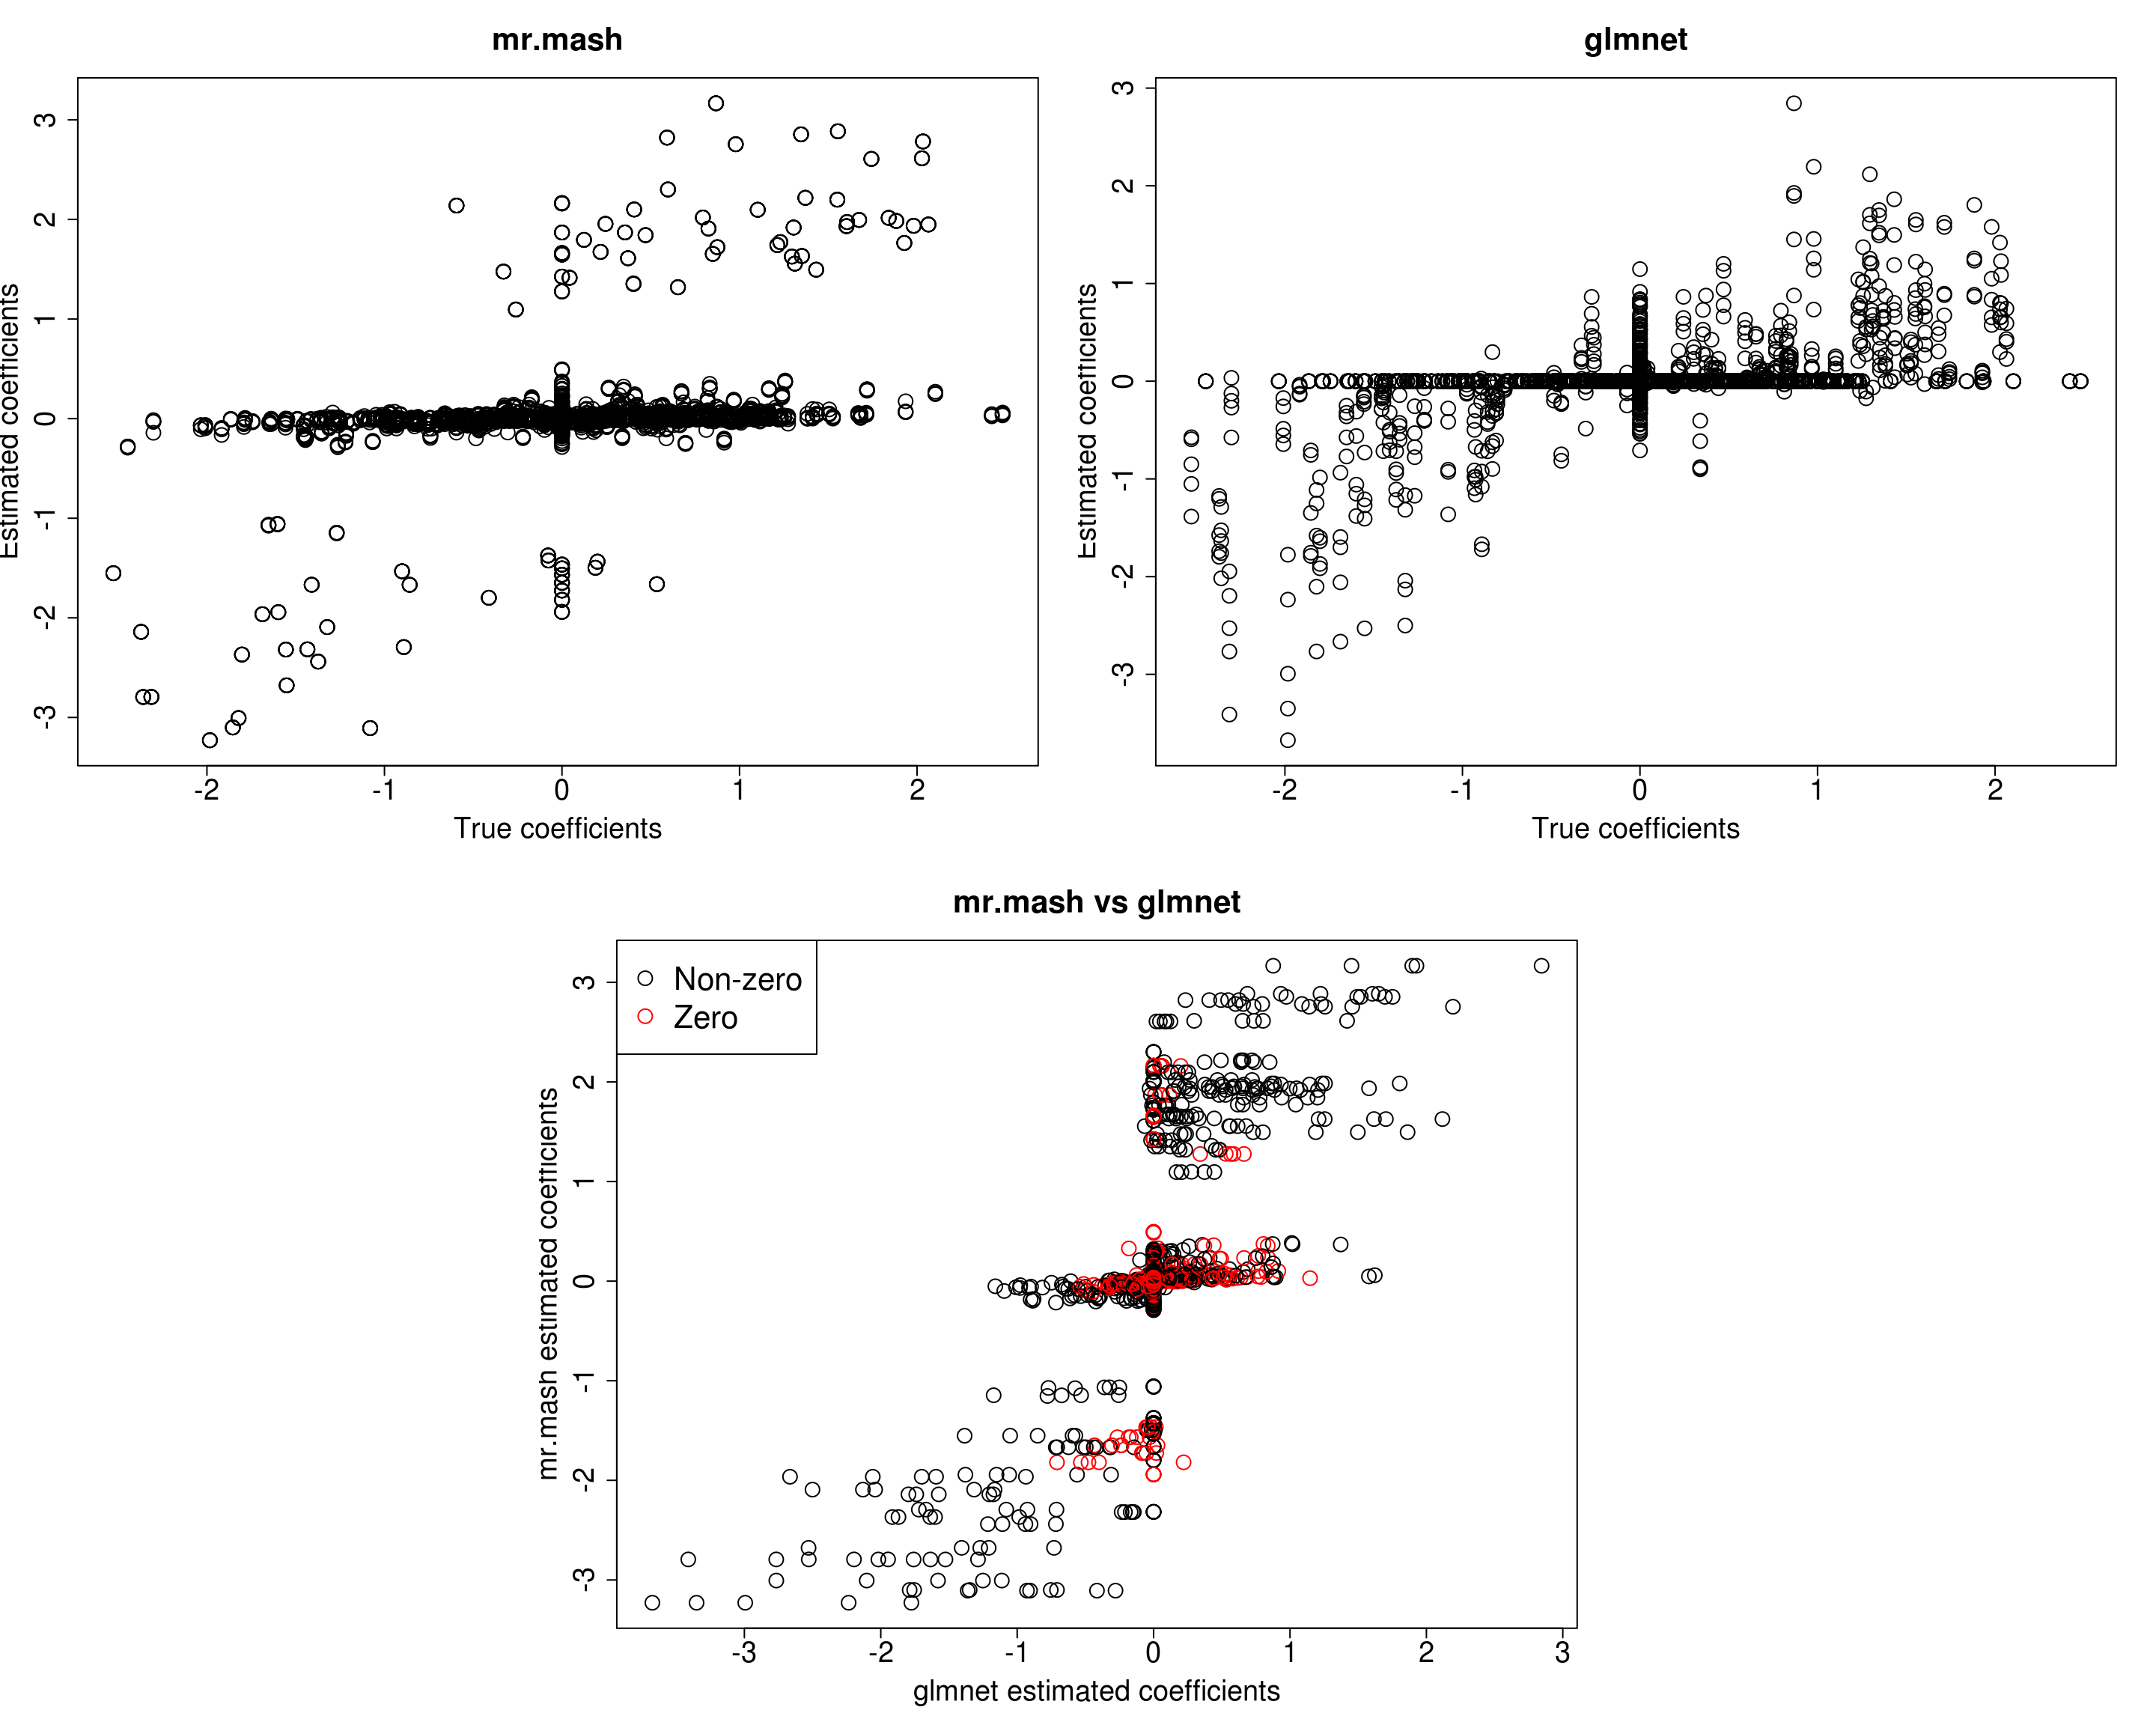 mr.mash
3
2
1
0
-1
-2
-3
Estimated coefficients
-2 -1 0 1 2
True coefficients
glmnet
3
2
1
0
-1
-2
-3
Estimated coefficients
-2 -1 0 1 2
True coefficients
mr.mash vs glmnet
Non-zero
Zero
3
2
1
0
-1
-2
-3
mr.mash estimated coefficients
-3 -2 -1 0 1 2 3
glmnet estimated coefficients